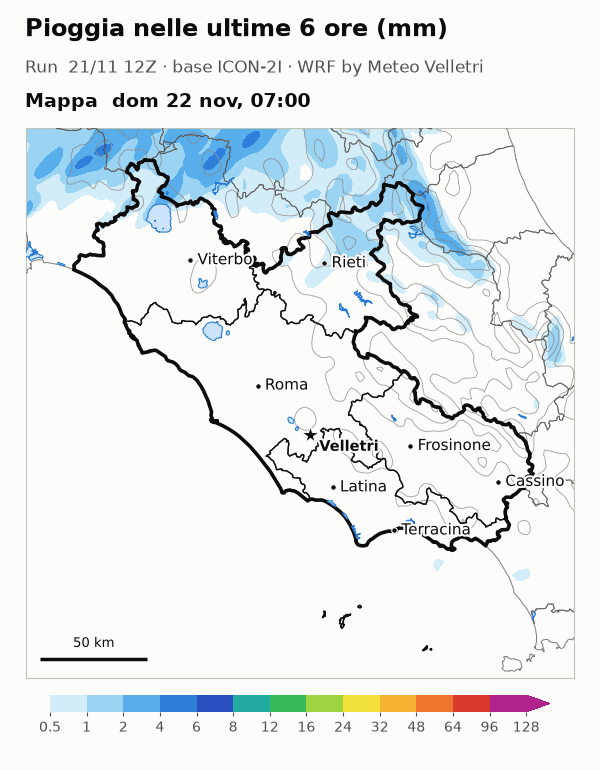 Pioggia nelle ultime 6 ore (mm)
Run  21/11 12Z · base ICON-2I · WRF by Meteo Velletri
Mappa  dom 22 nov, 07:00
Viterbo
Rieti
Roma
Velletri
Frosinone
Cassino
Latina
Terracina
50 km
0.5 1 2 4 6 8 12 16 24 32 48 64 96 128